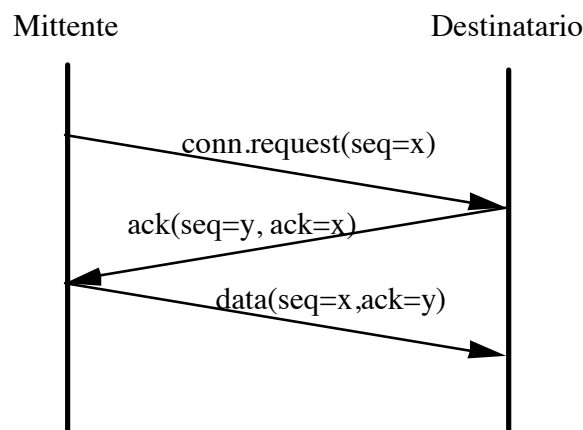 Mittente
Destinatario
conn.request(seq=x)
ack(seq=y, ack=x)
data(seq=x,ack=y)